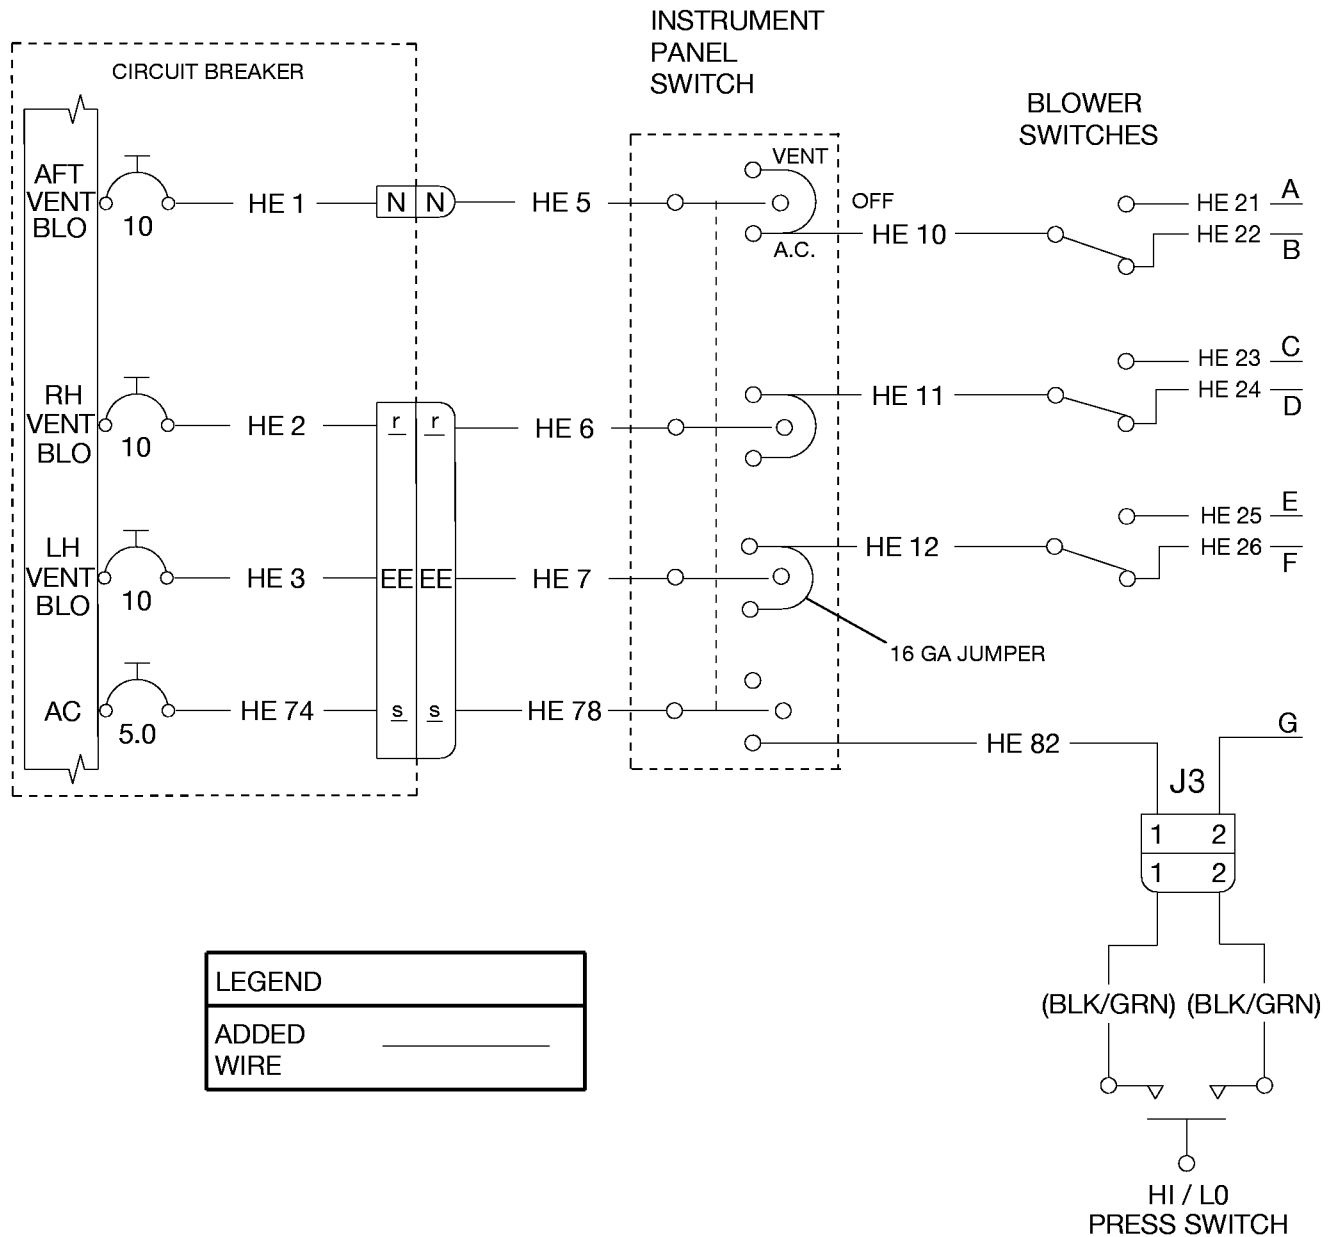 INSTRUMENT
PANEL
SWITCH
CIRCUIT BREAKER
BLOWER
SWITCHES
AFT
VENT
BLO
10
HE 1
N N
HE 5
VENT
OFF
A.C.
HE 10
HE 21 A
HE 22 B
RH
VENT
BLO
10
HE 2
r r
HE 6
HE 11
HE 23 C
HE 24 D
LH
VENT
BLO
10
HE 3
EE EE
HE 7
HE 12
HE 25 E
HE 26 F
16 GA JUMPER
AC
5.0
HE 74
s s
HE 78
HE 82
G
J3
1 2
1 2
(BLK/GRN) (BLK/GRN)
HI / L0
PRESS SWITCH
LEGEND
ADDED
WIRE